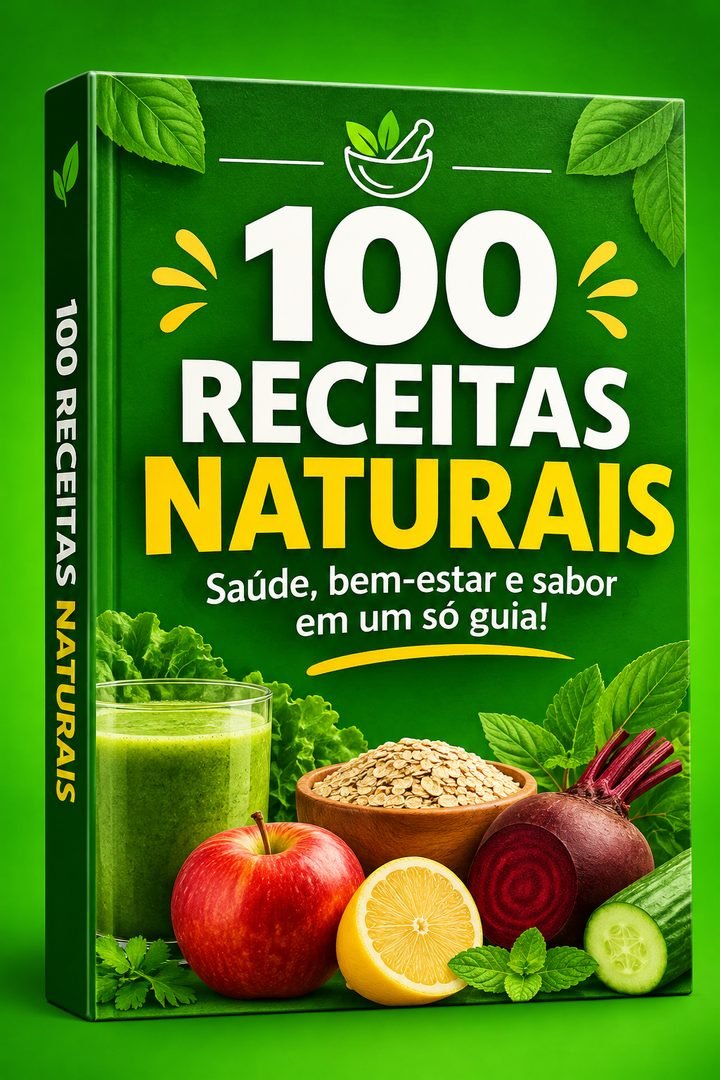 100
RECEITAS
NATURAIS
Saúde, bem-estar e sabor
em um só guia!
100 RECEITAS NATURAIS